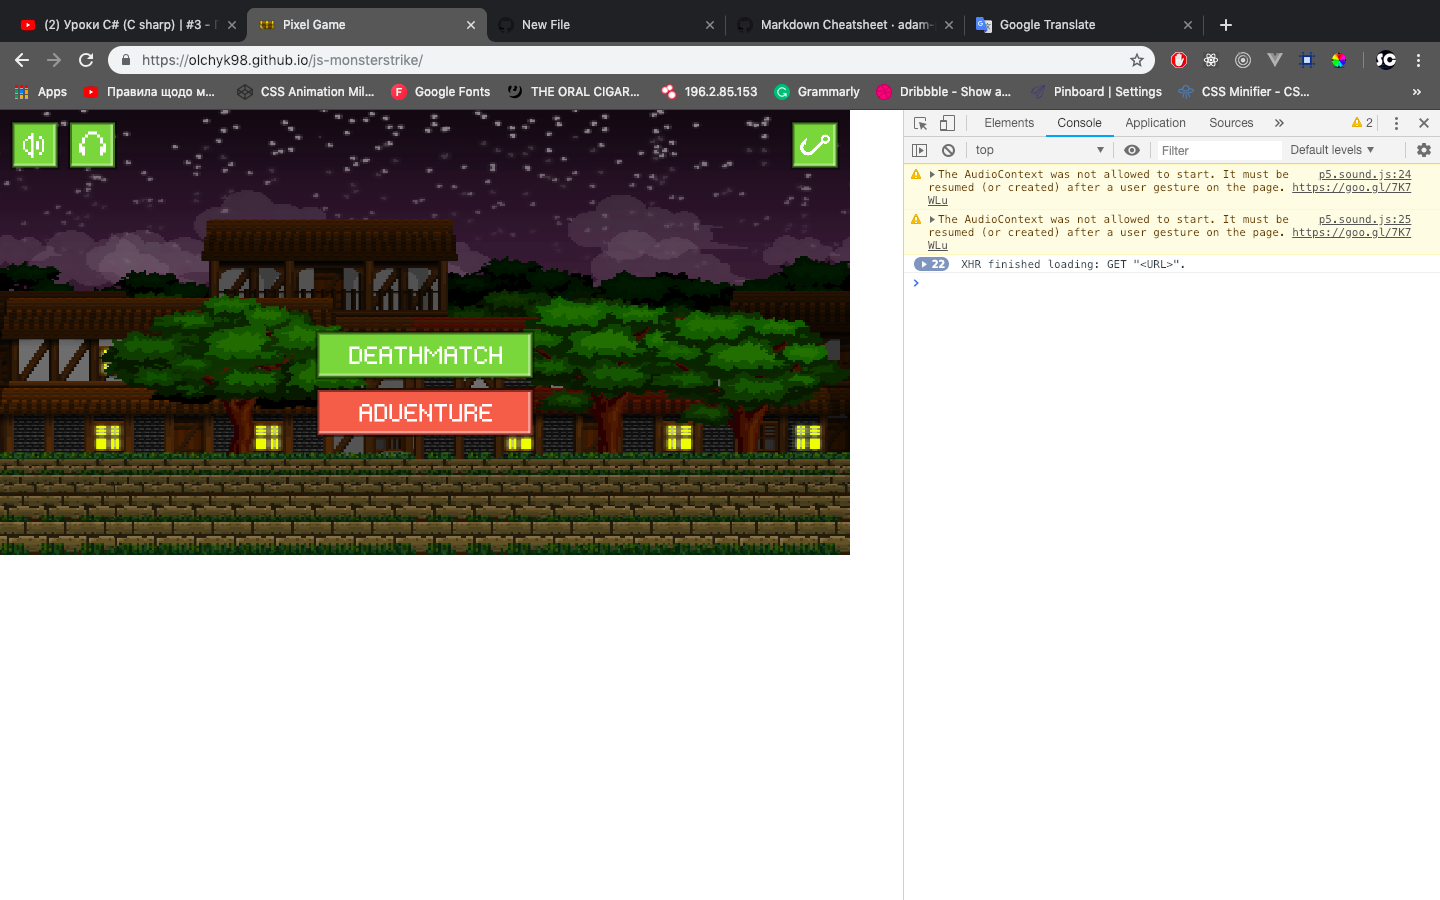 (2) Уроки C# (C sharp) | #3 -
Pixel Game
New File
Markdown Cheatsheet · adam-
Google Translate
https://olchyk98.github.io/js-monsterstrike/
Apps
Правила щодо м...
CSS Animation Mil...
Google Fonts
THE ORAL CIGAR...
196.2.85.153
Grammarly
Dribbble - Show a...
Pinboard | Settings
CSS Minifier - CS...
»
DEATHMATCH
ADVENTURE
Elements
Console
Application
Sources
»
2
top
Filter
Default levels
The AudioContext was not allowed to start. It must be p5.sound.js:24
resumed (or created) after a user gesture on the page. https://goo.gl/7K7
WLu
The AudioContext was not allowed to start. It must be p5.sound.js:25
resumed (or created) after a user gesture on the page. https://goo.gl/7K7
WLu
22 XHR finished loading: GET "<URL>".